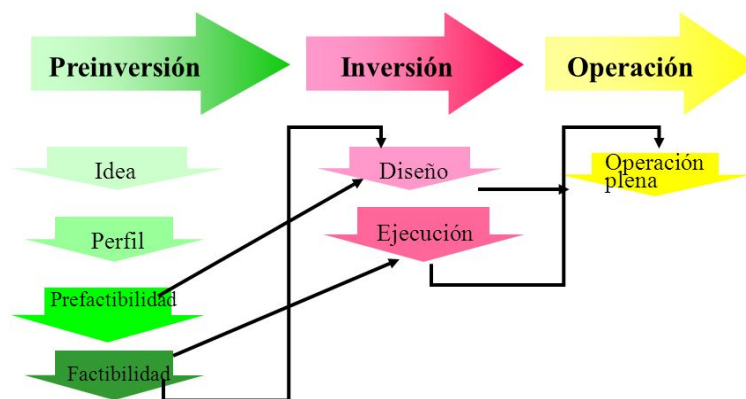 Preinversión
Inversión
Operación
Idea
Diseño
Operación
plena
Perfil
Ejecución
Prefactibilidad
Factibilidad